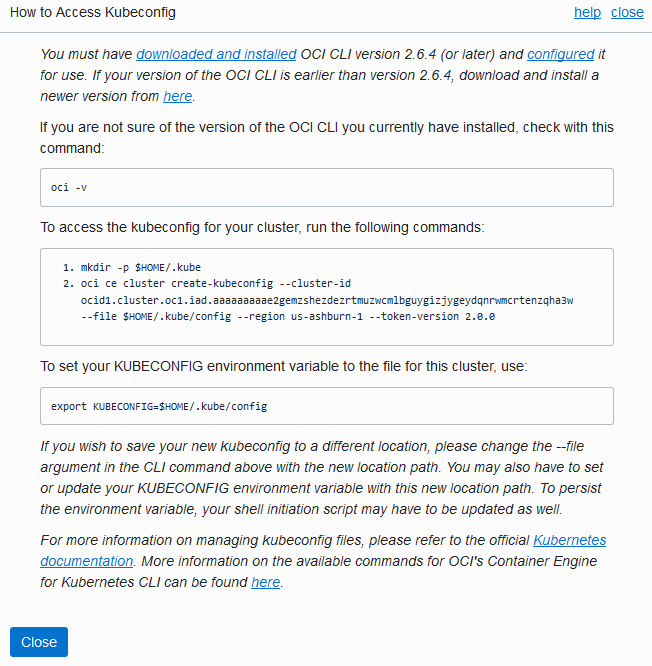 How to Access Kubeconfig
help close
You must have downloaded and installed OCI CLI version 2.6.4 (or later) and configured it
for use. If your version of the OCI CLI is earlier than version 2.6.4, download and install a
newer version from here.
If you are not sure of the version of the OCI CLI you currently have installed, check with this
command:
oci -v
To access the kubeconfig for your cluster, run the following commands:
1. mkdir -p $HOME/.kube
2. oci ce cluster create-kubeconfig --cluster-id
ocid1.cluster.oc1.iad.aaaaaaaaae2gemzshezdezrtmuzwcmlbguygizjygeydqnrwmcrtenzqha3w
--file $HOME/.kube/config --region us-ashburn-1 --token-version 2.0.0
To set your KUBECONFIG environment variable to the file for this cluster, use:
export KUBECONFIG=$HOME/.kube/config
If you wish to save your new kubeconfig to a different location, please change the --file
argument in the CLI command above with the new location path. You may also have to set
or update your KUBECONFIG environment variable with this new location path. To persist
the environment variable, your shell initiation script may have to be updated as well.
For more information on managing kubeconfig files, please refer to the official Kubernetes
documentation. More information on the available commands for OCI's Container Engine
for Kubernetes CLI can be found here.
Close